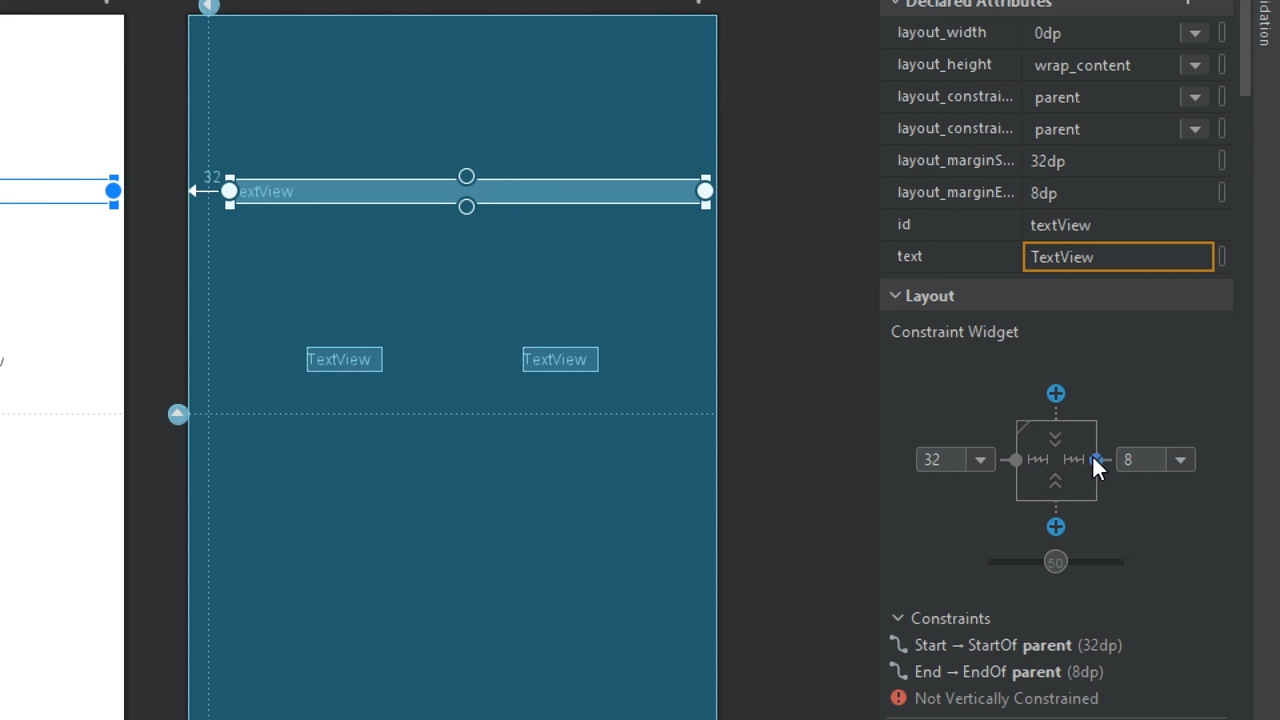 Declared Attributes
layout_width 0dp
layout_height wrap_content
layout_constrai... parent
layout_constrai... parent
layout_marginS... 32dp
layout_marginE... 8dp
id textView
text TextView
Layout
Constraint Widget
32 8
50
Constraints
Start → StartOf parent (32dp)
End → EndOf parent (8dp)
Not Vertically Constrained
32
extView
TextView TextView
idation